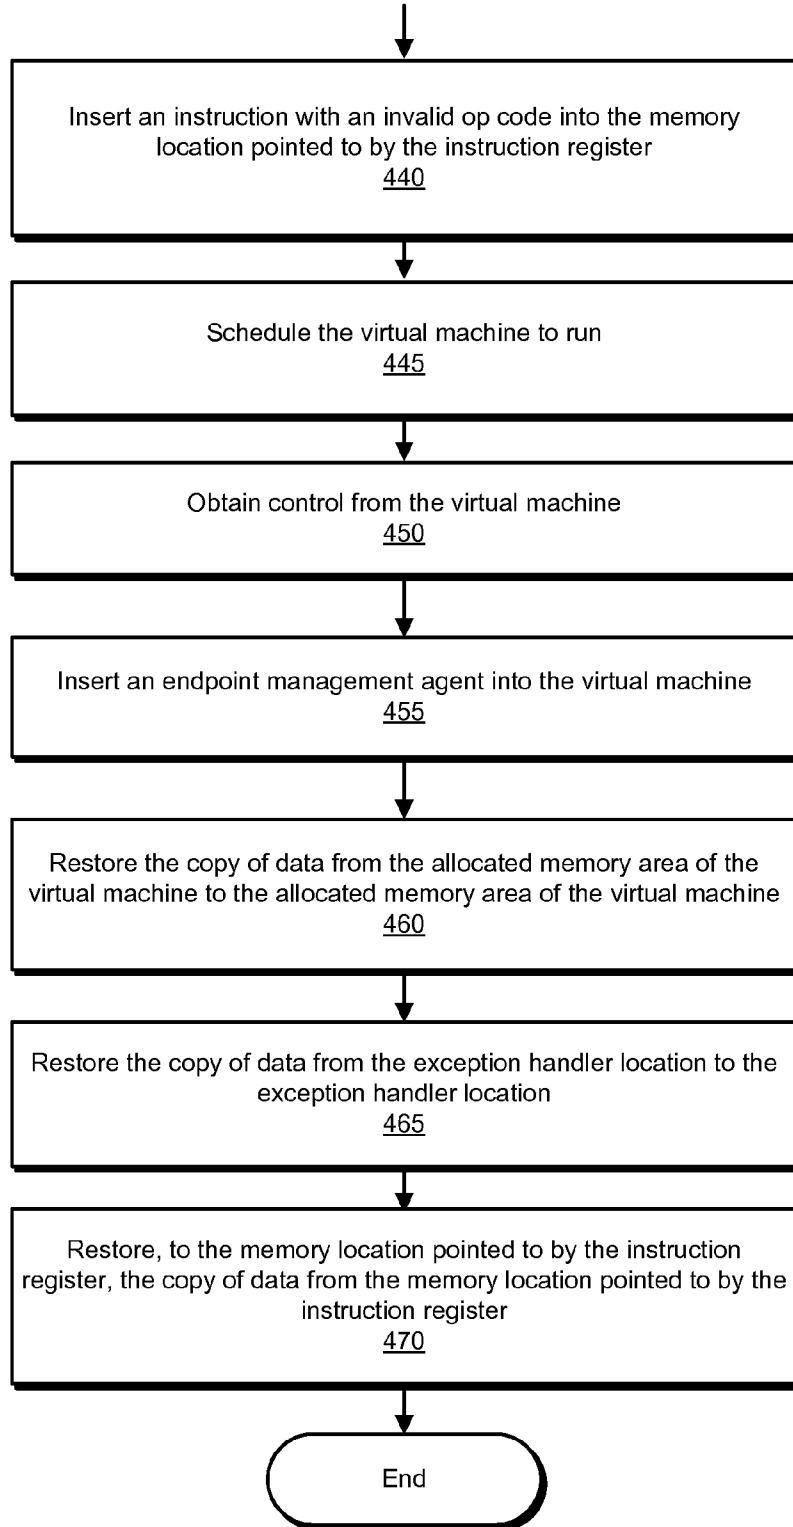 Insert an instruction with an invalid op code into the memory
location pointed to by the instruction register
440
Schedule the virtual machine to run
445
Obtain control from the virtual machine
450
Insert an endpoint management agent into the virtual machine
455
Restore the copy of data from the allocated memory area of the
virtual machine to the allocated memory area of the virtual machine
460
Restore the copy of data from the exception handler location to the
exception handler location
465
Restore, to the memory location pointed to by the instruction
register, the copy of data from the memory location pointed to by the
instruction register
470
End